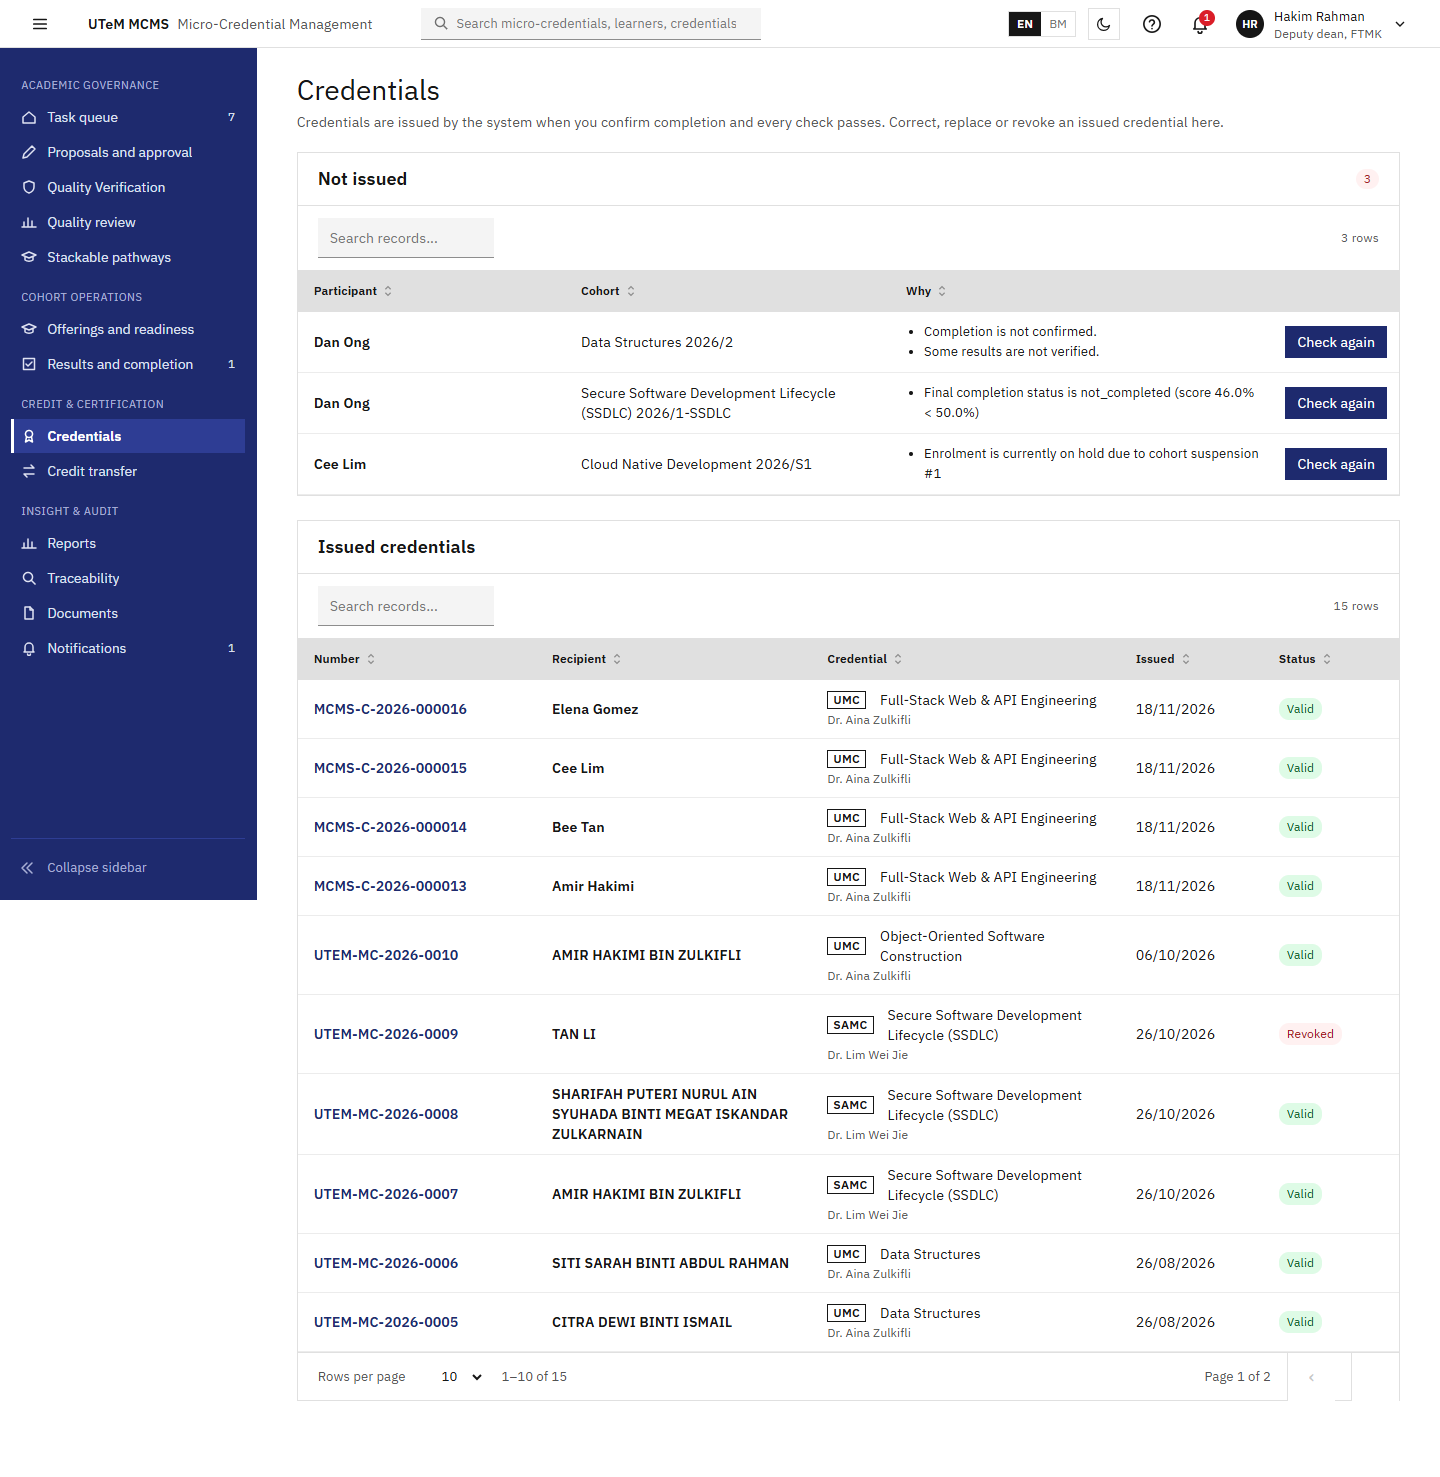 UTeM MCMS Micro-Credential Management
Search micro-credentials, learners, credentials
EN BM
1
HR
Hakim Rahman
Deputy dean, FTMK
ACADEMIC GOVERNANCE
Task queue 7
Proposals and approval
Quality Verification
Quality review
Stackable pathways
COHORT OPERATIONS
Offerings and readiness
Results and completion 1
CREDIT & CERTIFICATION
Credentials
Credit transfer
INSIGHT & AUDIT
Reports
Traceability
Documents
Notifications 1
Collapse sidebar
Credentials
Credentials are issued by the system when you confirm completion and every check passes. Correct, replace or revoke an issued credential here.
Not issued 3
Search records... 3 rows
Participant Cohort Why
Dan Ong Data Structures 2026/2
Completion is not confirmed.
Some results are not verified.
Check again
Dan Ong
Secure Software Development Lifecycle
(SSDLC) 2026/1-SSDLC
Final completion status is not_completed (score 46.0%
< 50.0%)
Check again
Cee Lim Cloud Native Development 2026/S1
Enrolment is currently on hold due to cohort suspension
#1
Check again
Issued credentials
Search records... 15 rows
Number Recipient Credential Issued Status
MCMS-C-2026-000016 Elena Gomez UMC Full-Stack Web & API Engineering
Dr. Aina Zulkifli
18/11/2026 Valid
MCMS-C-2026-000015 Cee Lim UMC Full-Stack Web & API Engineering
Dr. Aina Zulkifli
18/11/2026 Valid
MCMS-C-2026-000014 Bee Tan UMC Full-Stack Web & API Engineering
Dr. Aina Zulkifli
18/11/2026 Valid
MCMS-C-2026-000013 Amir Hakimi UMC Full-Stack Web & API Engineering
Dr. Aina Zulkifli
18/11/2026 Valid
UTEM-MC-2026-0010 AMIR HAKIMI BIN ZULKIFLI UMC Object-Oriented Software
Construction
Dr. Aina Zulkifli
06/10/2026 Valid
UTEM-MC-2026-0009 TAN LI SAMC Secure Software Development
Lifecycle (SSDLC)
Dr. Lim Wei Jie
26/10/2026 Revoked
UTEM-MC-2026-0008
SHARIFAH PUTERI NURUL AIN
SYUHADA BINTI MEGAT ISKANDAR
ZULKARNAIN
SAMC Secure Software Development
Lifecycle (SSDLC)
Dr. Lim Wei Jie
26/10/2026 Valid
UTEM-MC-2026-0007 AMIR HAKIMI BIN ZULKIFLI SAMC Secure Software Development
Lifecycle (SSDLC)
Dr. Lim Wei Jie
26/10/2026 Valid
UTEM-MC-2026-0006 SITI SARAH BINTI ABDUL RAHMAN UMC Data Structures
Dr. Aina Zulkifli
26/08/2026 Valid
UTEM-MC-2026-0005 CITRA DEWI BINTI ISMAIL UMC Data Structures
Dr. Aina Zulkifli
26/08/2026 Valid
Rows per page 10 1–10 of 15 Page 1 of 2